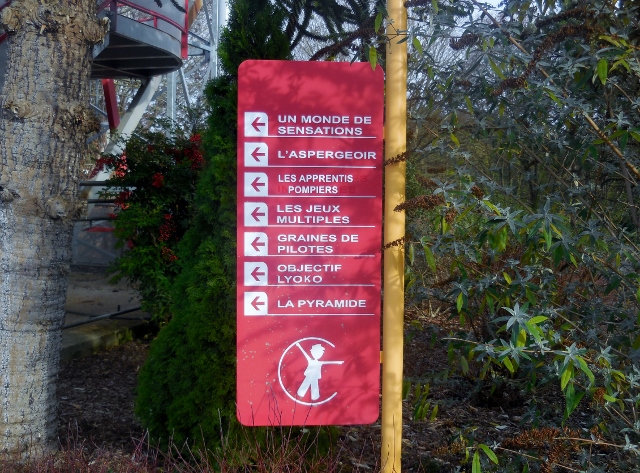 UN MONDE DE
SENSATIONS
L'ASPERGEOIR
LES APPRENTIS
POMPIERS
LES JEUX
MULTIPLES
GRAINES DE
PILOTES
OBJECTIF
LYOKO
LA PYRAMIDE